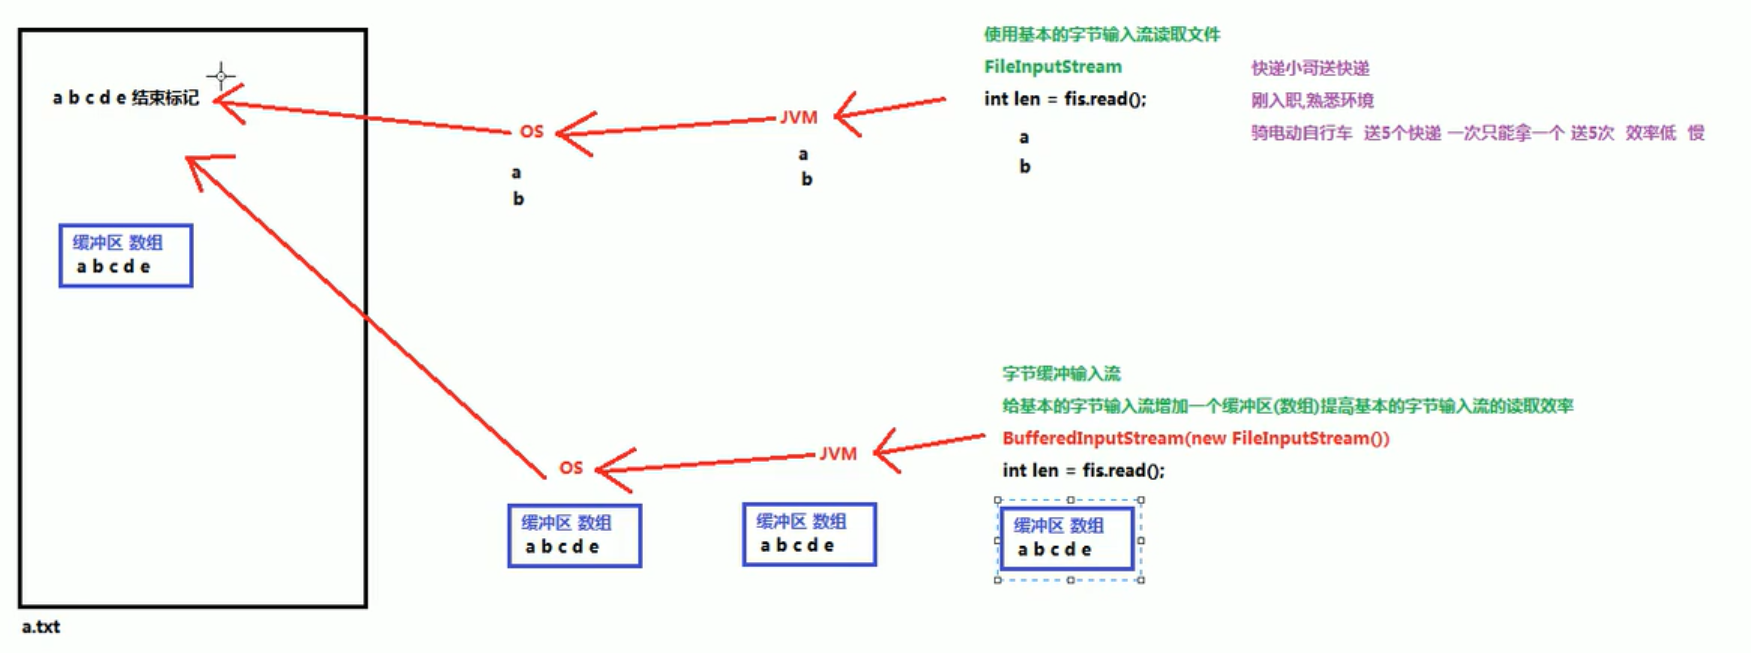 使用基本的字节输入流读取文件
FileInputStream
int len = fis.read();
a
b
快递小哥送快递
刚入职,熟悉环境
骑电动自行车 送5个快递 一次只能拿一个 送5次 效率低 慢
JVM
a
b
OS
a
b
a b c d e 结束标记
缓冲区 数组
a b c d e
字节缓冲输入流
给基本的字节输入流增加一个缓冲区(数组)提高基本的字节输入流的读取效率
BufferedInputStream(new FileInputStream())
int len = fis.read();
缓冲区 数组
a b c d e
JVM
缓冲区 数组
a b c d e
OS
缓冲区 数组
a b c d e
a.txt